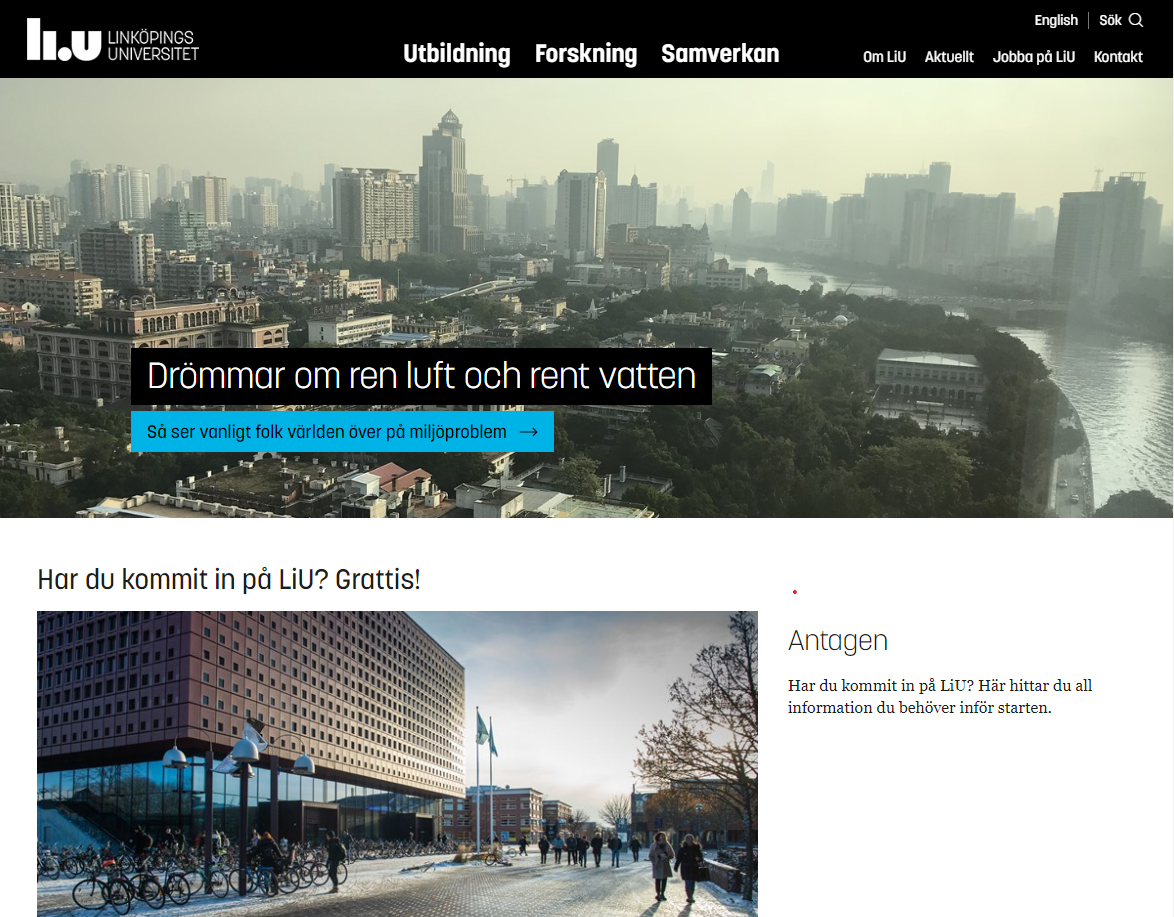 li.u LINKÖPINGS
UNIVERSITET
English
Sök
Utbildning Forskning Samverkan
Om LiU Aktuellt Jobba på LiU Kontakt
Drömmar om ren luft och rent vatten
Så ser vanligt folk världen över på miljöproblem →
Har du kommit in på LiU? Grattis!
Antagen
Har du kommit in på LiU? Här hittar du all
information du behöver inför starten.